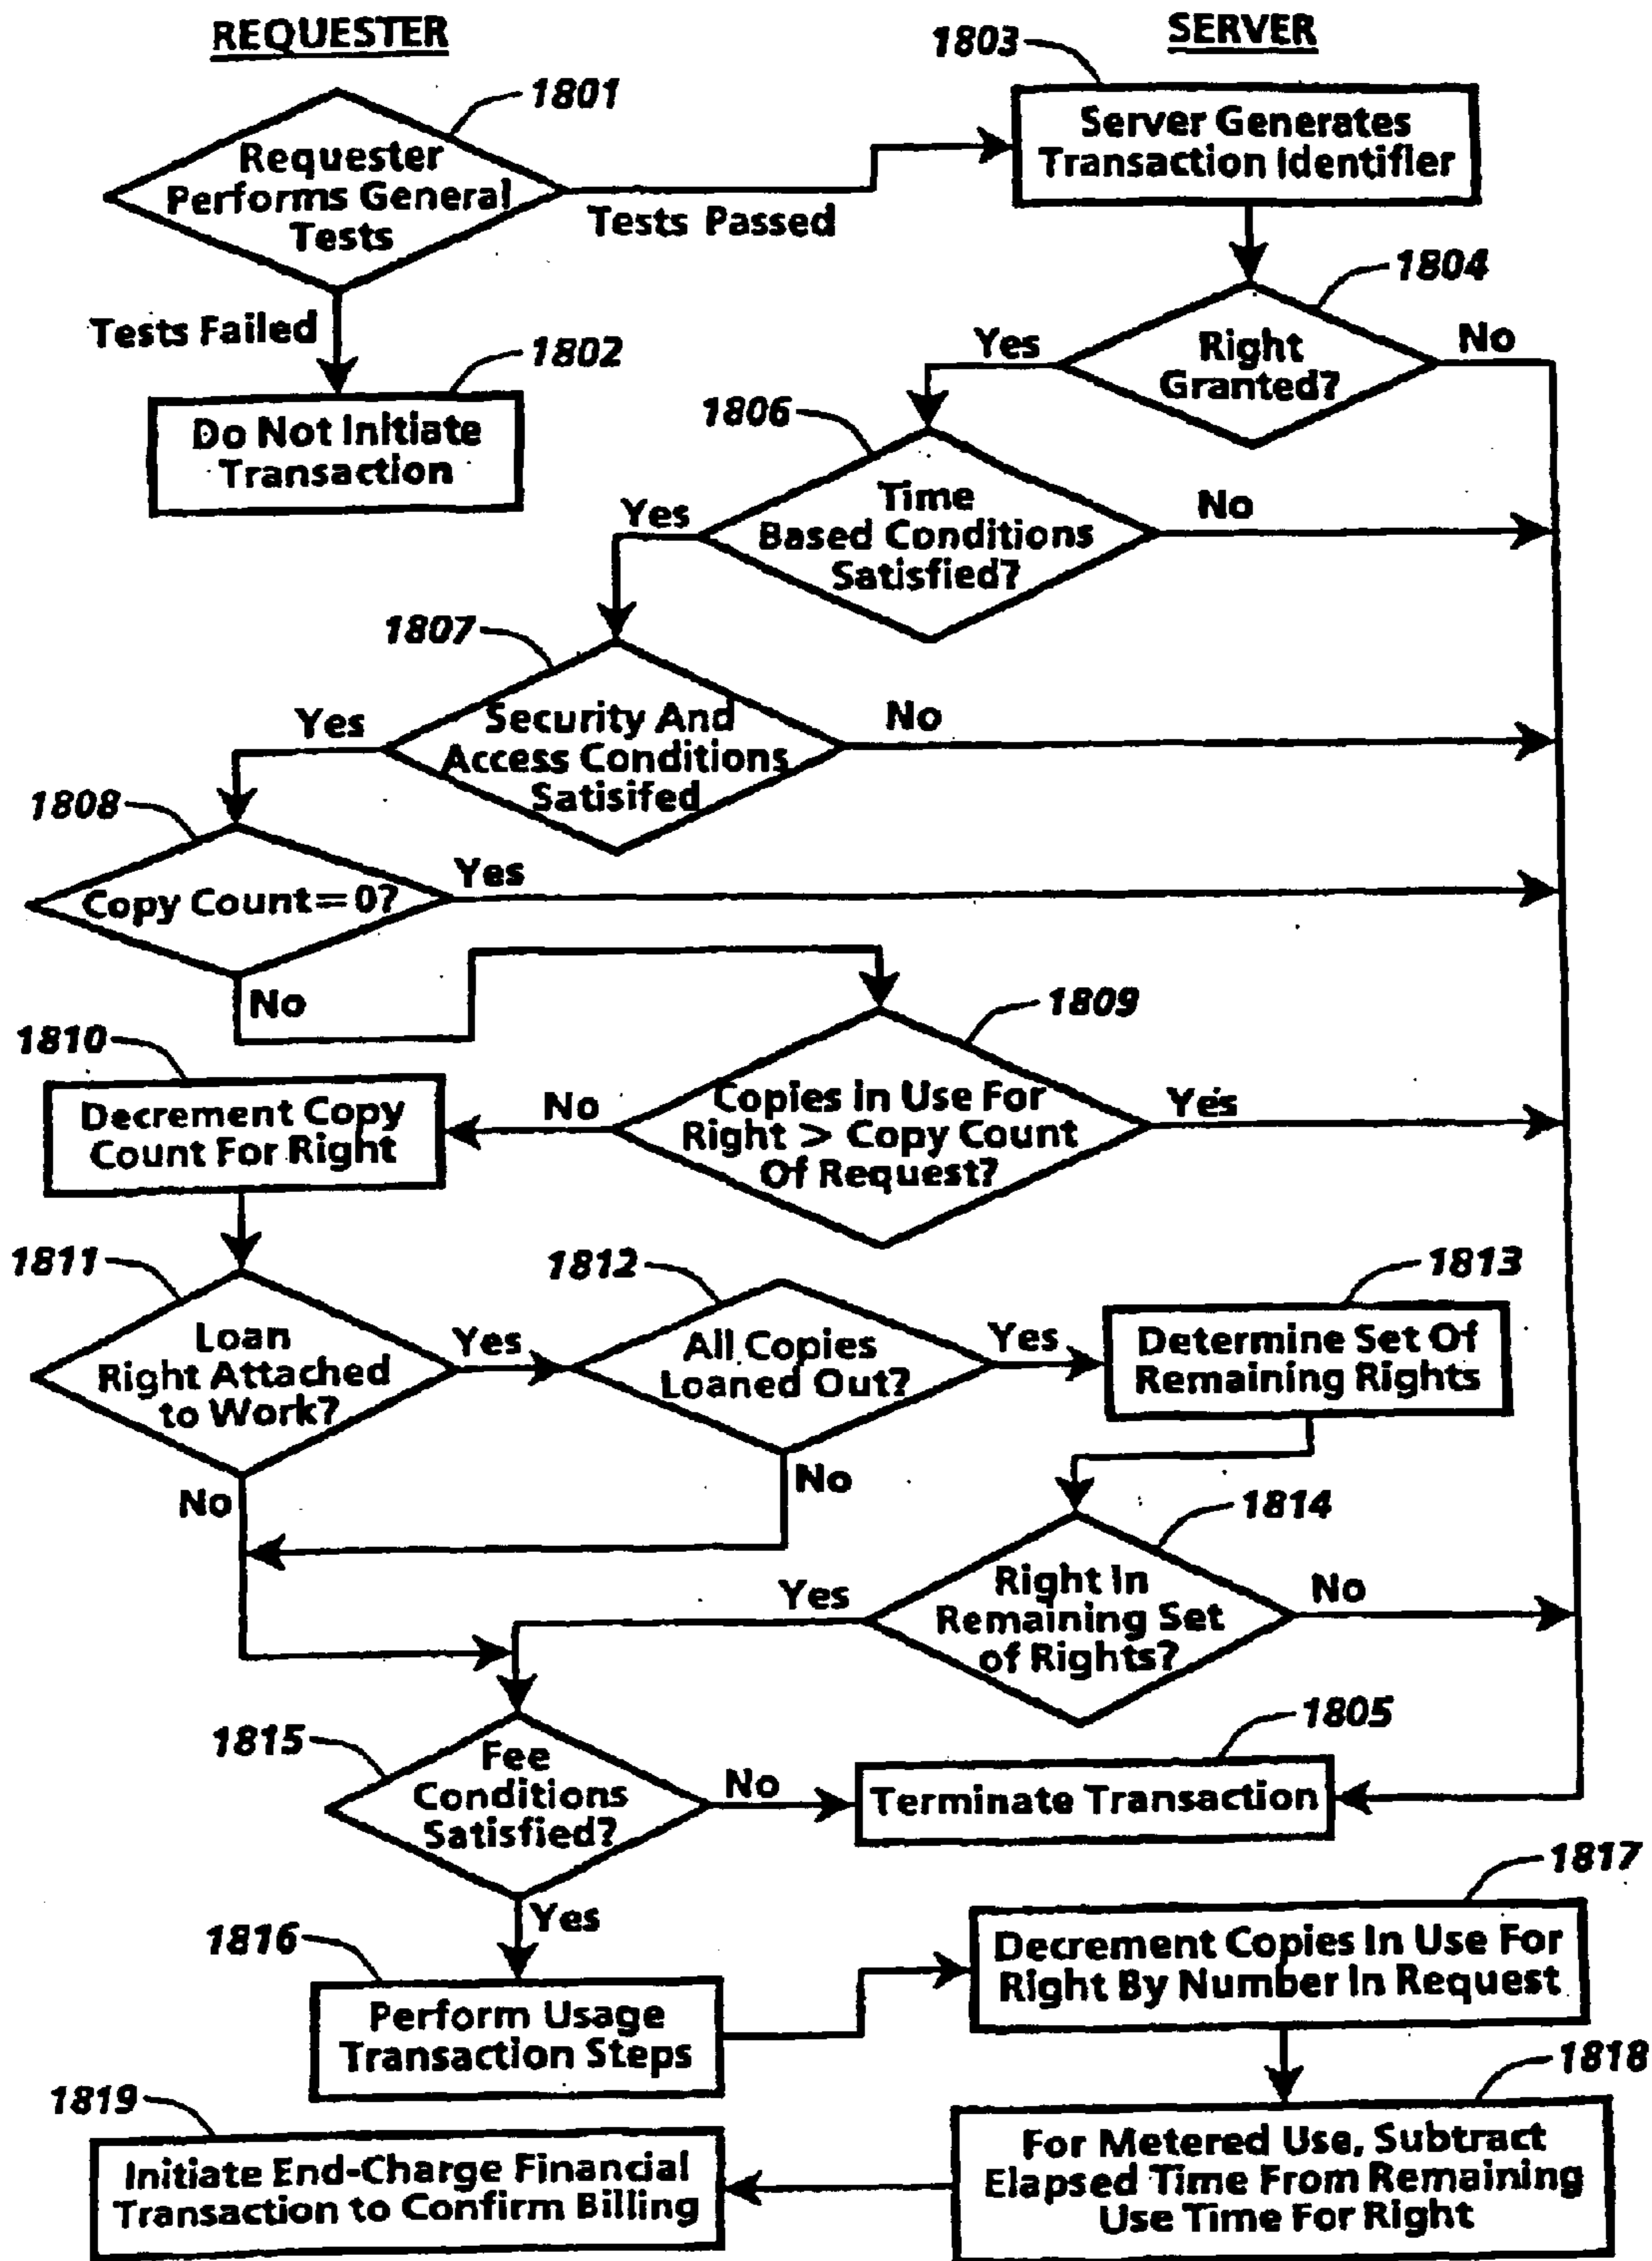 REQUESTER
SERVER
1803
1801
Server Generates
Transaction Identifier
Requester
Performs General
Tests
Tests Passed
1804
Tests Failed
Yes
Right
Granted?
No
1802
Do Not Initiate
Transaction
1806
Time
Based Conditions
Satisfied?
Yes
No
1807
Security And
Access Conditions
Satisifed
Yes
No
1808
Copy Count=0?
Yes
No
1809
1810
Decrement Copy
Count For Right
No
Copies In Use For
Right > Copy Count
Of Request?
Yes
1811
1812
1813
Loan
Right Attached
to Work?
Yes
All Copies
Loaned Out?
Yes
Determine Set Of
Remaining Rights
No
No
1814
Yes
Right In
Remaining Set
of Rights?
No
1805
1815
Fee
Conditions
Satisfied?
No
Terminate Transaction
1817
Yes
1816
Decrement Copies In Use For
Right By Number In Request
Perform Usage
Transaction Steps
1818
1819
For Metered Use, Subtract
Elapsed Time From Remaining
Use Time For Right
Initiate End-Charge Financial
Transaction to Confirm Billing